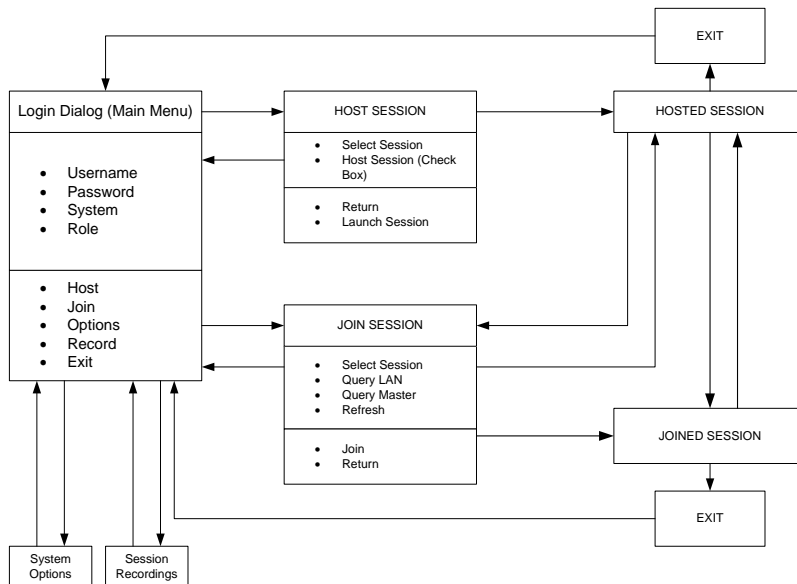 EXIT
Login Dialog (Main Menu)
• Username
• Password
• System
• Role
• Host
• Join
• Options
• Record
• Exit
HOST SESSION
• Select Session
• Host Session (Check
Box)
• Return
• Launch Session
HOSTED SESSION
JOIN SESSION
• Select Session
• Query LAN
• Query Master
• Refresh
• Join
• Return
JOINED SESSION
EXIT
System
Options
Session
Recordings